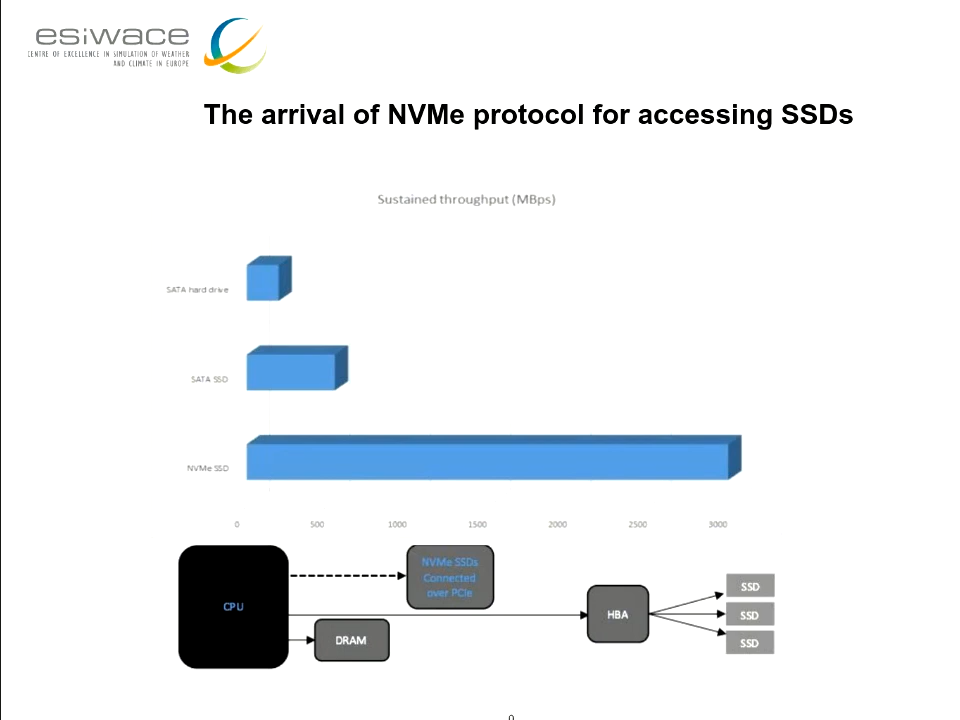 esiwace
CENTRE OF EXCELLENCE IN SIMULATION OF WEATHER
AND CLIMATE IN EUROPE
The arrival of NVMe protocol for accessing SSDs
Sustained throughput (MBps)
SATA hard drive
SATA SSD
NVMe SSD
0 500 1000 1500 2000 2500 3000
NVMe SSDs
Connected
over PCIe
CPU
DRAM
HBA
SSD
SSD
SSD